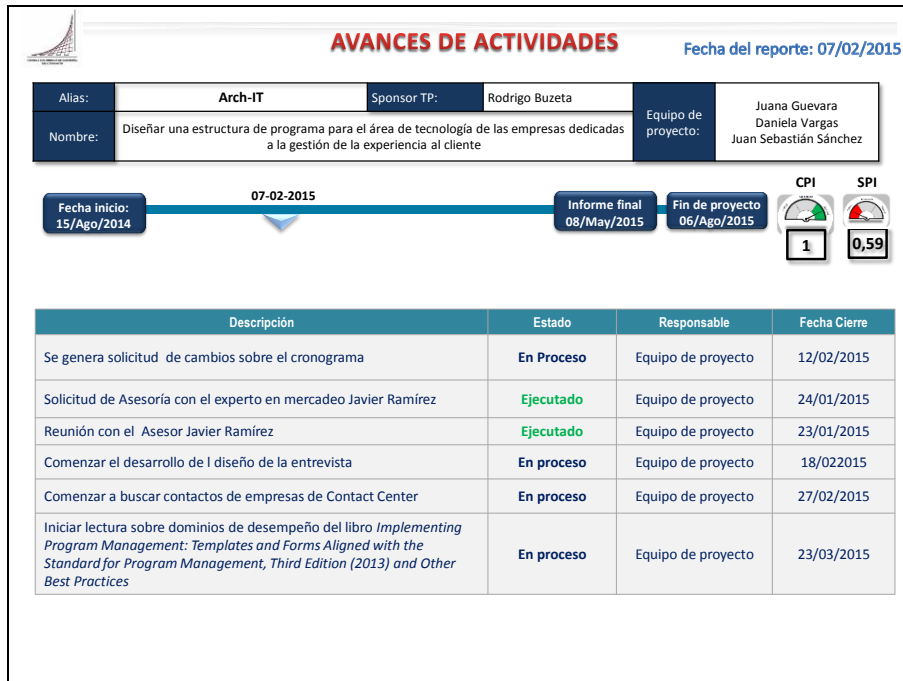 AVANCES DE ACTIVIDADES
Fecha del reporte: 07/02/2015
Alias:
Arch-IT
Sponsor TP:
Rodrigo Buzeta
Nombre:
Diseñar una estructura de programa para el área de tecnología de las empresas dedicadas
a la gestión de la experiencia al cliente
Equipo de
proyecto:
Juana Guevara
Daniela Vargas
Juan Sebastián Sánchez
Fecha inicio:
15/Ago/2014
07-02-2015
Informe final
08/May/2015
Fin de proyecto
06/Ago/2015
CPI
1
SPI
0,59
Descripción Estado Responsable Fecha Cierre
Se genera solicitud de cambios sobre el cronograma En Proceso Equipo de proyecto 12/02/2015
Solicitud de Asesoría con el experto en mercadeo Javier Ramírez Ejecutado Equipo de proyecto 24/01/2015
Reunión con el Asesor Javier Ramírez Ejecutado Equipo de proyecto 23/01/2015
Comenzar el desarrollo de l diseño de la entrevista En proceso Equipo de proyecto 18/022015
Comenzar a buscar contactos de empresas de Contact Center En proceso Equipo de proyecto 27/02/2015
Iniciar lectura sobre dominios de desempeño del libro Implementing
Program Management: Templates and Forms Aligned with the
Standard for Program Management, Third Edition (2013) and Other
Best Practices
En proceso Equipo de proyecto 23/03/2015